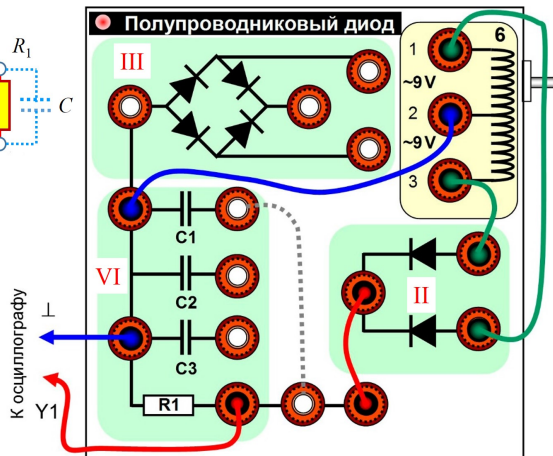 Полупроводниковый диод
R1
C
III
6
1
~9V
2
~9V
3
C1
VI
C2
II
⊥
C3
К осциллографу
Y1
R1